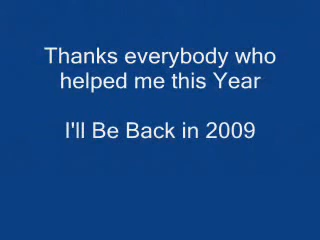 Thanks everybody who
helped me this Year
I'll Be Back in 2009